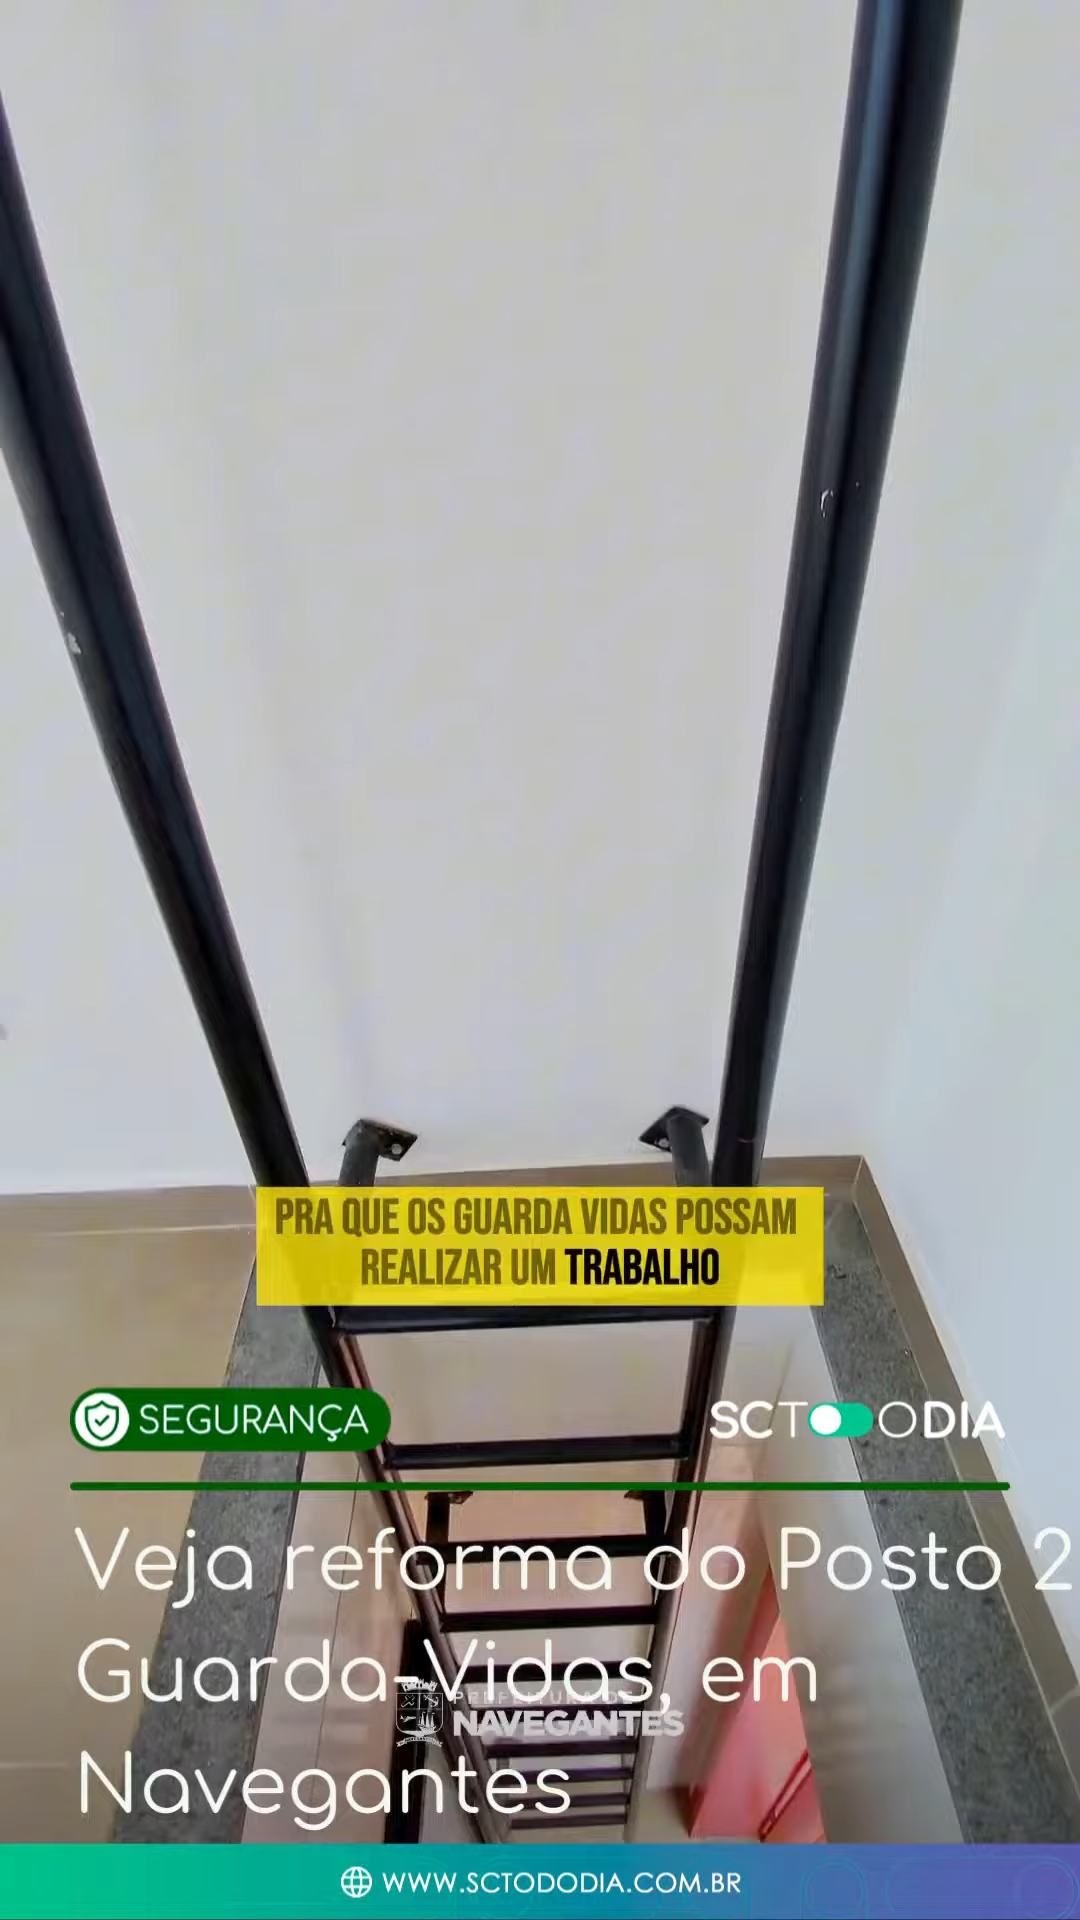 PRA QUE OS GUARDA VIDAS POSSAM
REALIZAR UM TRABALHO
SEGURANÇA
SCTODODIA
Veja reforma do Posto 2
Guarda-Vidas, em
PREFEITURA DE
NAVEGANTES
Navegantes
WWW.SCTODODIA.COM.BR